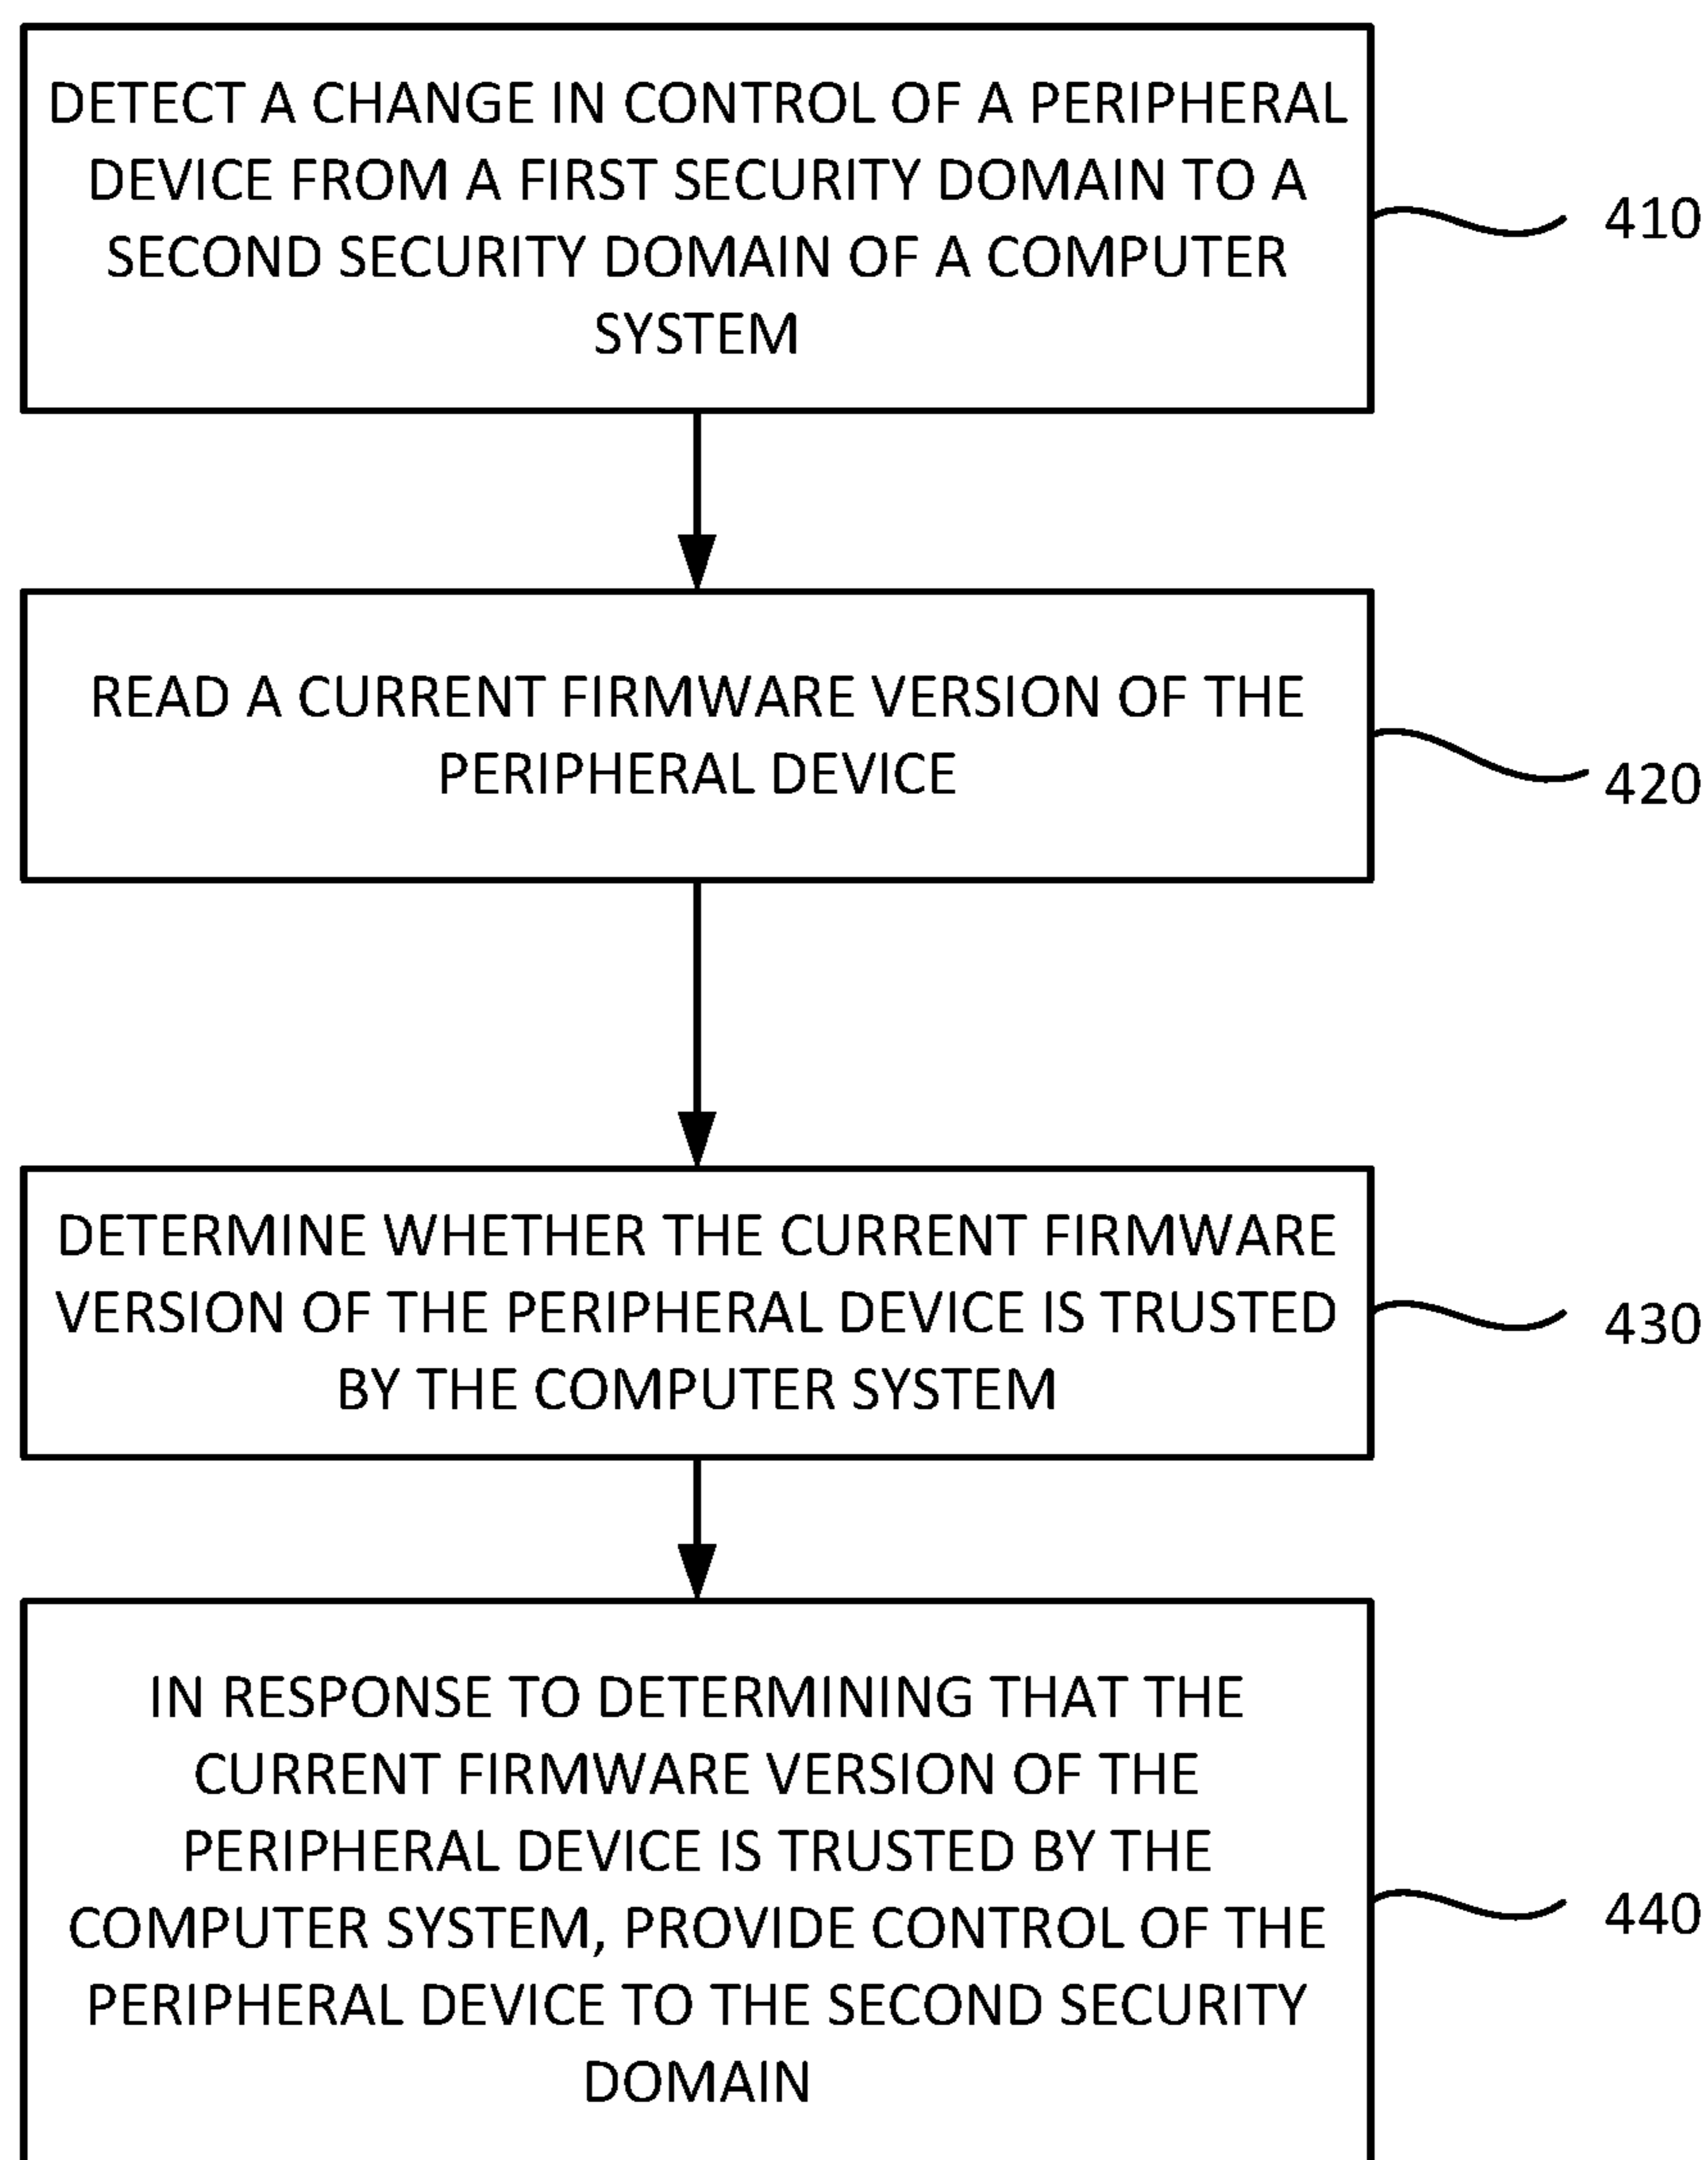 DETECT A CHANGE IN CONTROL OF A PERIPHERAL
DEVICE FROM A FIRST SECURITY DOMAIN TO A
SECOND SECURITY DOMAIN OF A COMPUTER
SYSTEM
410
READ A CURRENT FIRMWARE VERSION OF THE
PERIPHERAL DEVICE
420
DETERMINE WHETHER THE CURRENT FIRMWARE
VERSION OF THE PERIPHERAL DEVICE IS TRUSTED
BY THE COMPUTER SYSTEM
430
IN RESPONSE TO DETERMINING THAT THE
CURRENT FIRMWARE VERSION OF THE
PERIPHERAL DEVICE IS TRUSTED BY THE
COMPUTER SYSTEM, PROVIDE CONTROL OF THE
PERIPHERAL DEVICE TO THE SECOND SECURITY
DOMAIN
440